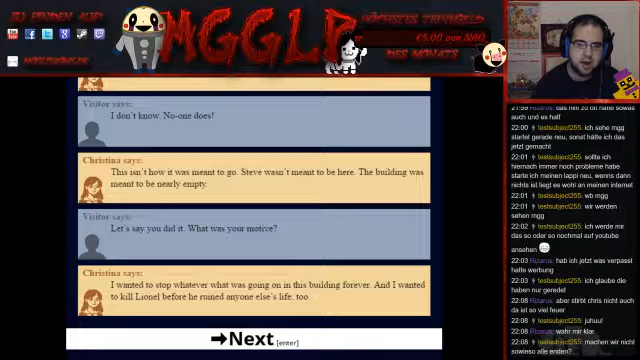 ZU FINDEN AUF
MGGLP
HÖCHSTES TRINKGELD
€5.00 von NAO
DES MONATS
Visitor says:
I don't know. No-one does!
Christina says:
This isn't how it was meant to go. Steve wasn't meant to be here. The building was
meant to be nearly empty.
Visitor says:
Let's say you did it. What was your motive?
Christina says:
I wanted to stop whatever what was going on in this building forever. And I wanted
to kill Lionel before he ruined anyone else's life, too.
➔Next [enter]
auch und es half
22:00 testsubject255: ich sehe mgg
startet gerade neu, sonst hätte ich das
jetzt gemacht
22:01 testsubject255: sollte ich
hiernach immer noch probleme habe
starte ich meinen lappi neu, wenns dann
nichts ist liegt es wohl an meinen internet
22:01 testsubject255: wb mgg
22:01 testsubject255: wir werden
sehen mgg
22:02 testsubject255: ich werde mir
das so oder so nochmal auf youtube
ansehen
22:03 Rizarus: hab ich jetzt was verpasst
hatte werbung
22:03 testsubject255: ich glaube die
haben nur geredet
22:08 Rizarus: aber stirbt chris nicht auch
da ist so viel feuer
22:08 testsubject255: juhuu!
22:08 Rizarus: wahr mir klar
22:08 testsubject255: machen wir nicht
sowieso alle enden?